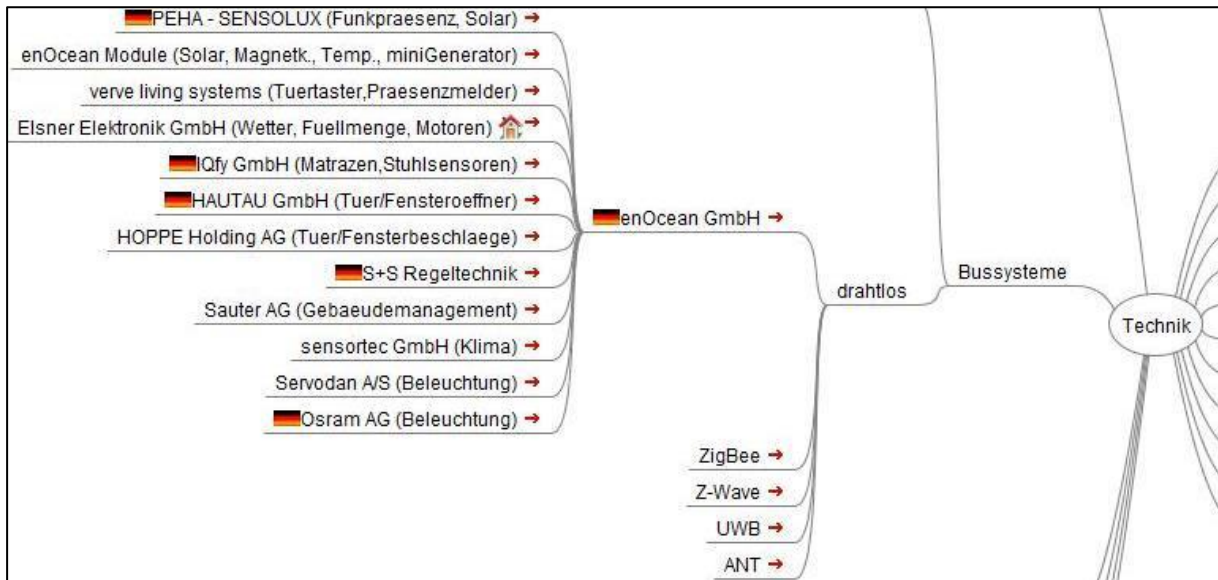 PEHA - SENSOLUX (Funkpraesenz, Solar)
enOcean Module (Solar, Magnetk., Temp., miniGenerator)
verve living systems (Tuertaster,Praesenzmelder)
Elsner Elektronik GmbH (Wetter, Fuellmenge, Motoren)
IQfy GmbH (Matrazen,Stuhlsensoren)
HAUTAU GmbH (Tuer/Fensteroeffner)
HOPPE Holding AG (Tuer/Fensterbeschlaege)
S+S Regeltechnik
Sauter AG (Gebaeudemanagement)
sensortec GmbH (Klima)
Servodan A/S (Beleuchtung)
Osram AG (Beleuchtung)
enOcean GmbH
ZigBee
Z-Wave
UWB
ANT
drahtlos
Bussysteme
Technik